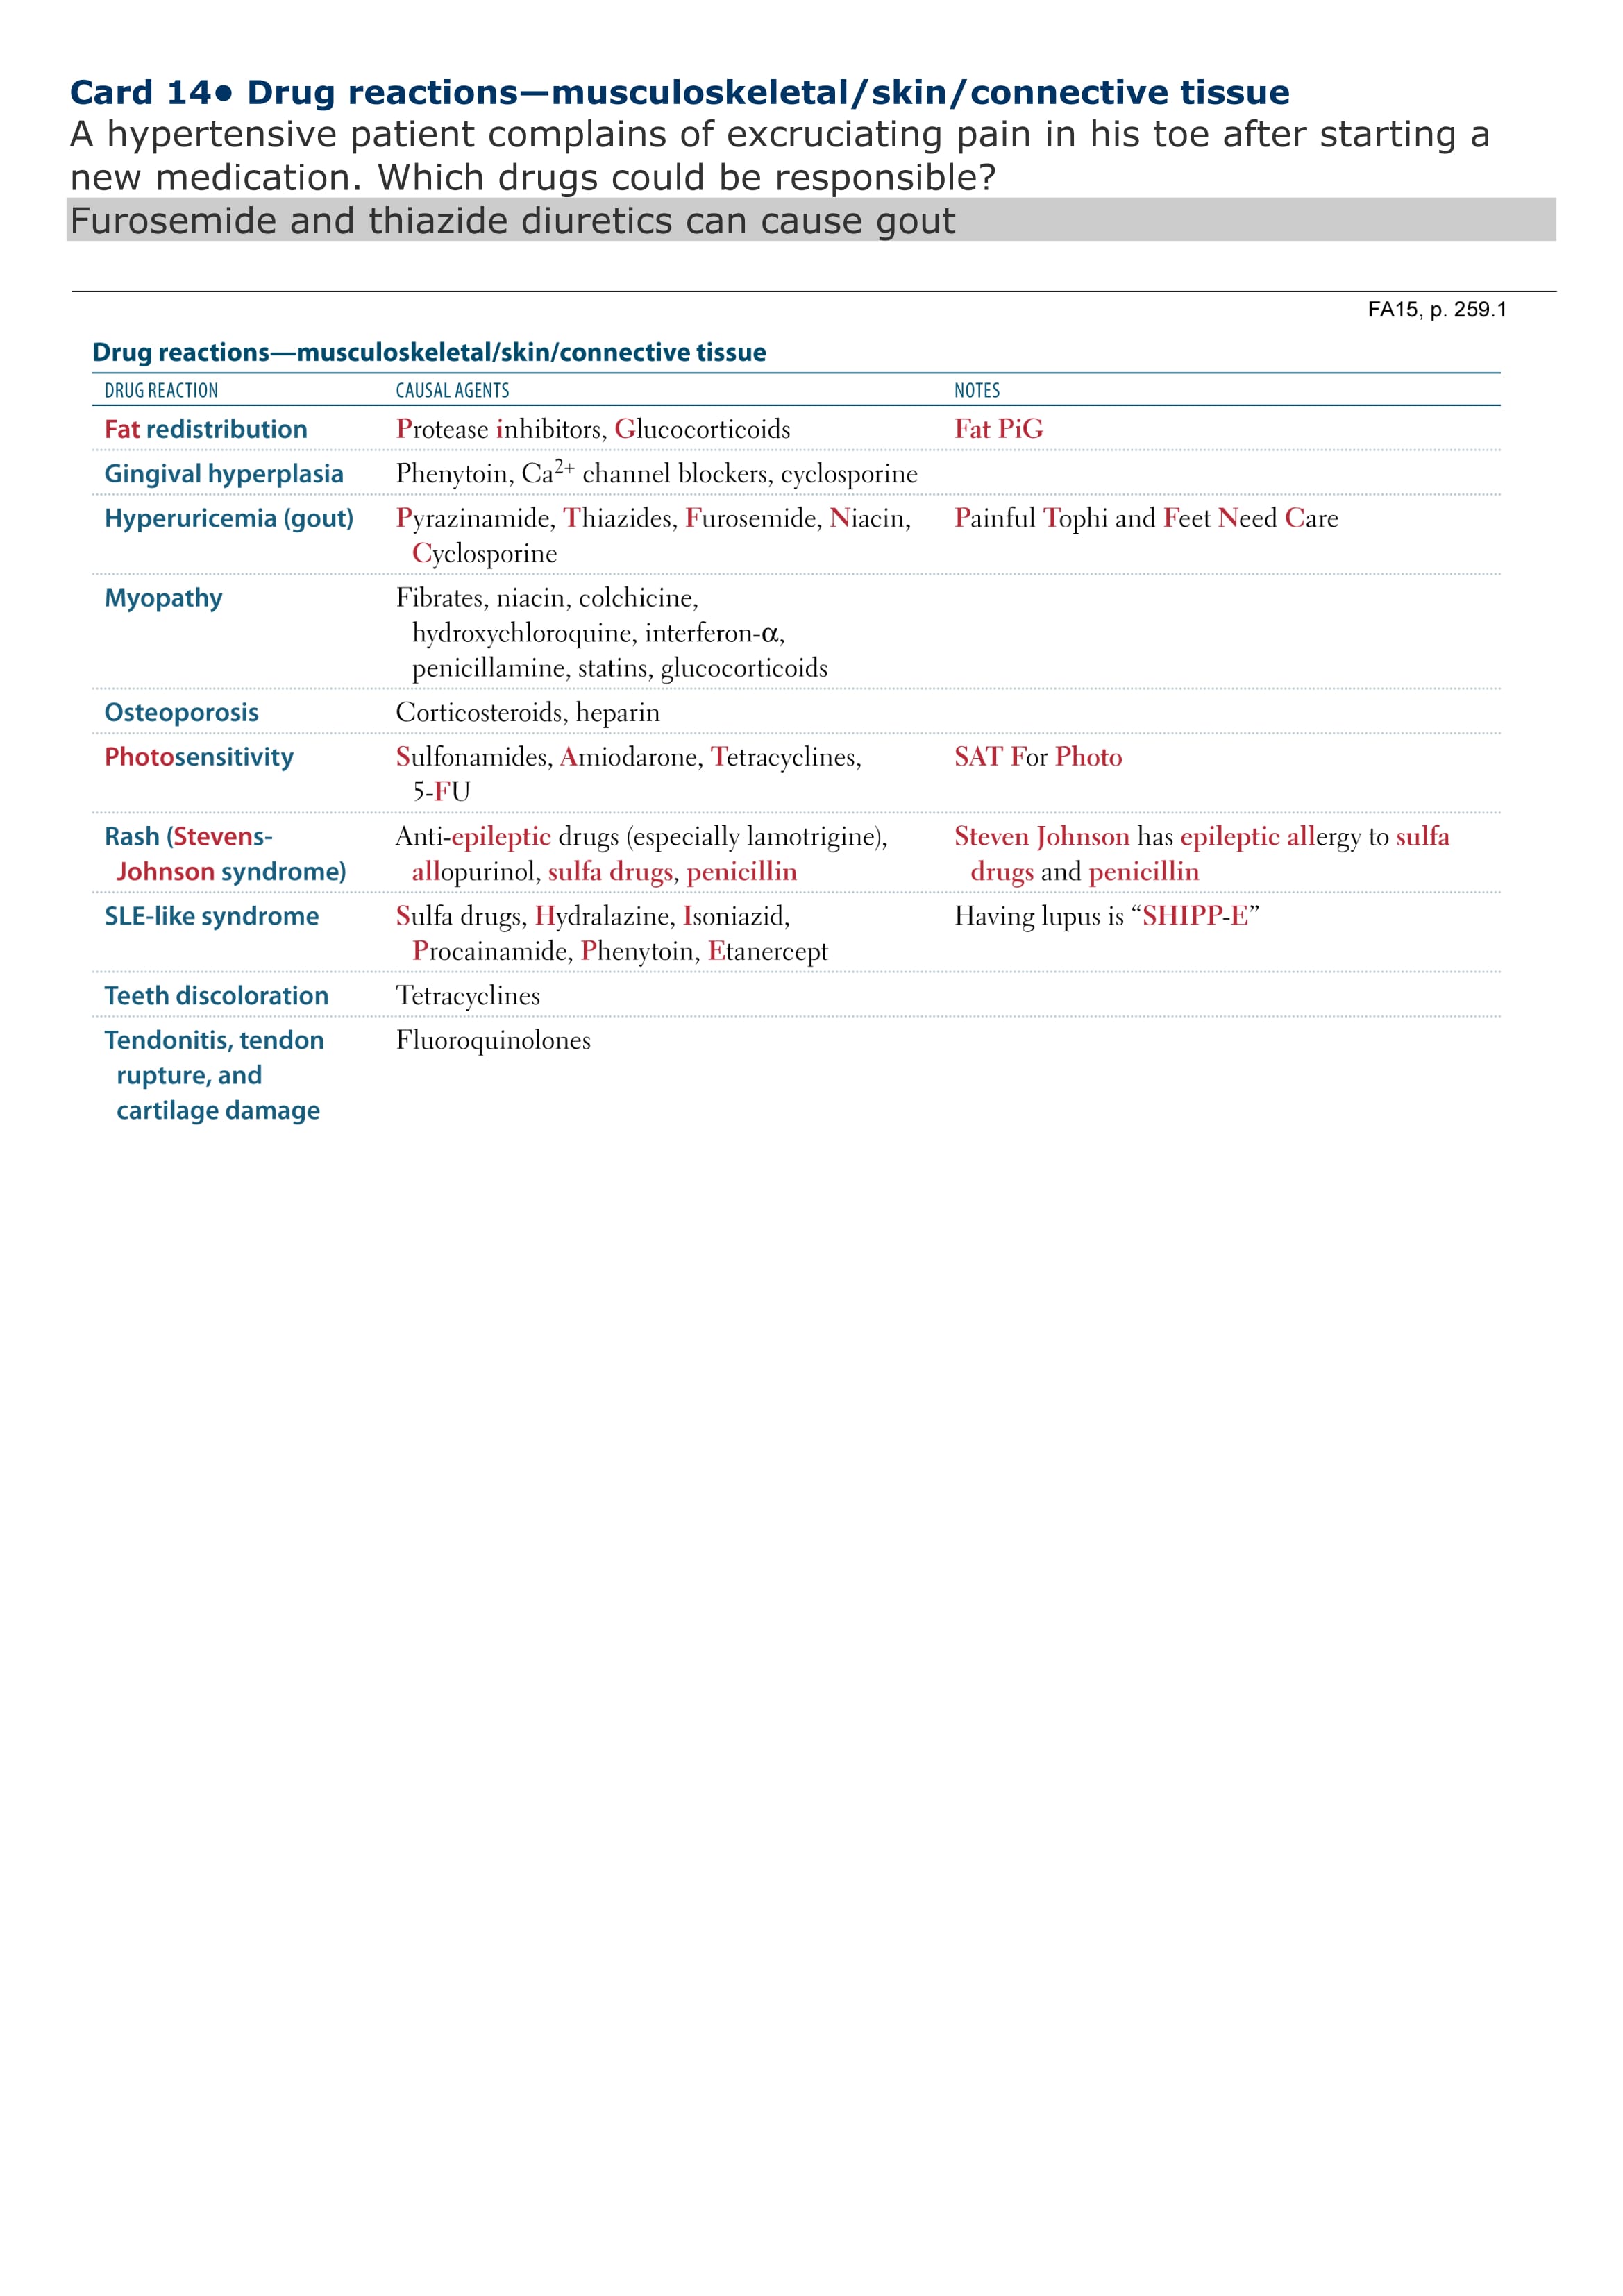 Card 14● Drug reactions—musculoskeletal/skin/connective tissue
A hypertensive patient complains of excruciating pain in his toe after starting a
new medication. Which drugs could be responsible?
Furosemide and thiazide diuretics can cause gout
FA15, p. 259.1
Drug reactions—musculoskeletal/skin/connective tissue
DRUG REACTION CAUSAL AGENTS NOTES
Fat redistribution Protease inhibitors, Glucocorticoids Fat PiG
Gingival hyperplasia Phenytoin, Ca2+ channel blockers, cyclosporine
Hyperuricemia (gout) Pyrazinamide, Thiazides, Furosemide, Niacin, Painful Tophi and Feet Need Care
Cyclosporine
Myopathy Fibrates, niacin, colchicine,
hydroxychloroquine, interferon-α,
penicillamine, statins, glucocorticoids
Osteoporosis Corticosteroids, heparin
Photosensitivity Sulfonamides, Amiodarone, Tetracyclines, SAT For Photo
5-FU
Rash (Stevens- Anti-epileptic drugs (especially lamotrigine), Steven Johnson has epileptic allergy to sulfa
Johnson syndrome) allopurinol, sulfa drugs, penicillin drugs and penicillin
SLE-like syndrome Sulfa drugs, Hydralazine, Isoniazid, Having lupus is “SHIPP-E”
Procainamide, Phenytoin, Etanercept
Teeth discoloration Tetracyclines
Tendonitis, tendon Fluoroquinolones
rupture, and
cartilage damage